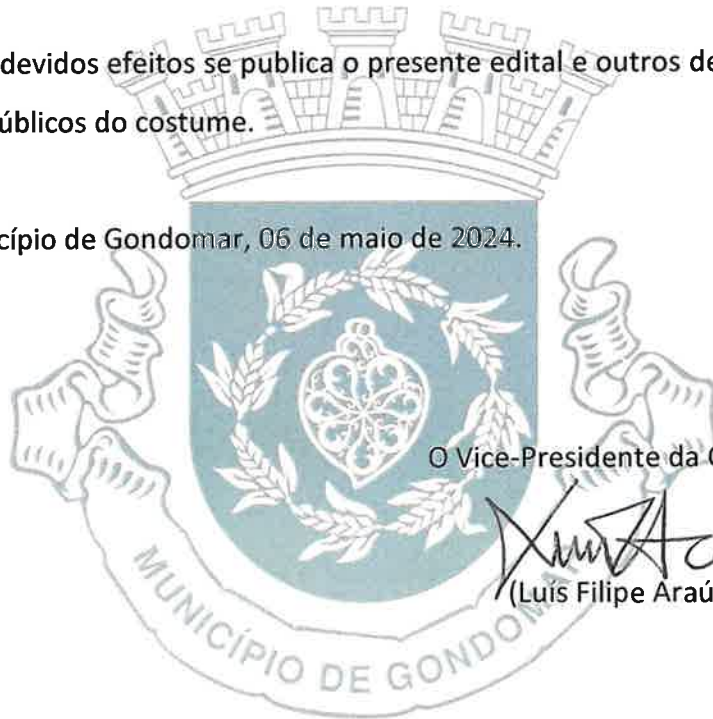 devidos efeitos se publica o presente edital e outros de
úblicos do costume.
cípio de Gondomar, 06 de maio de 2024.
O Vice-Presidente da
(Luís Filipe Araú
MUNICÍPIO DE GONDOMAR